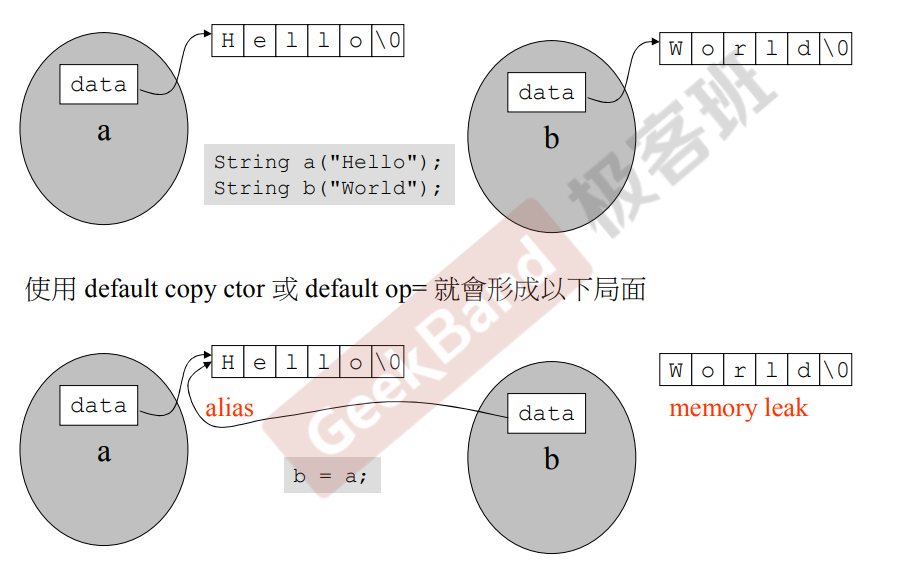 H e l l o \0
W o r l d \0
data
data
a
b
String a("Hello");
String b("World");
GeekBand 极客班
使用 default copy ctor 或 default op= 就會形成以下局面
H e l l o \0
W o r l d \0
data
alias
data
memory leak
a
b
b = a;